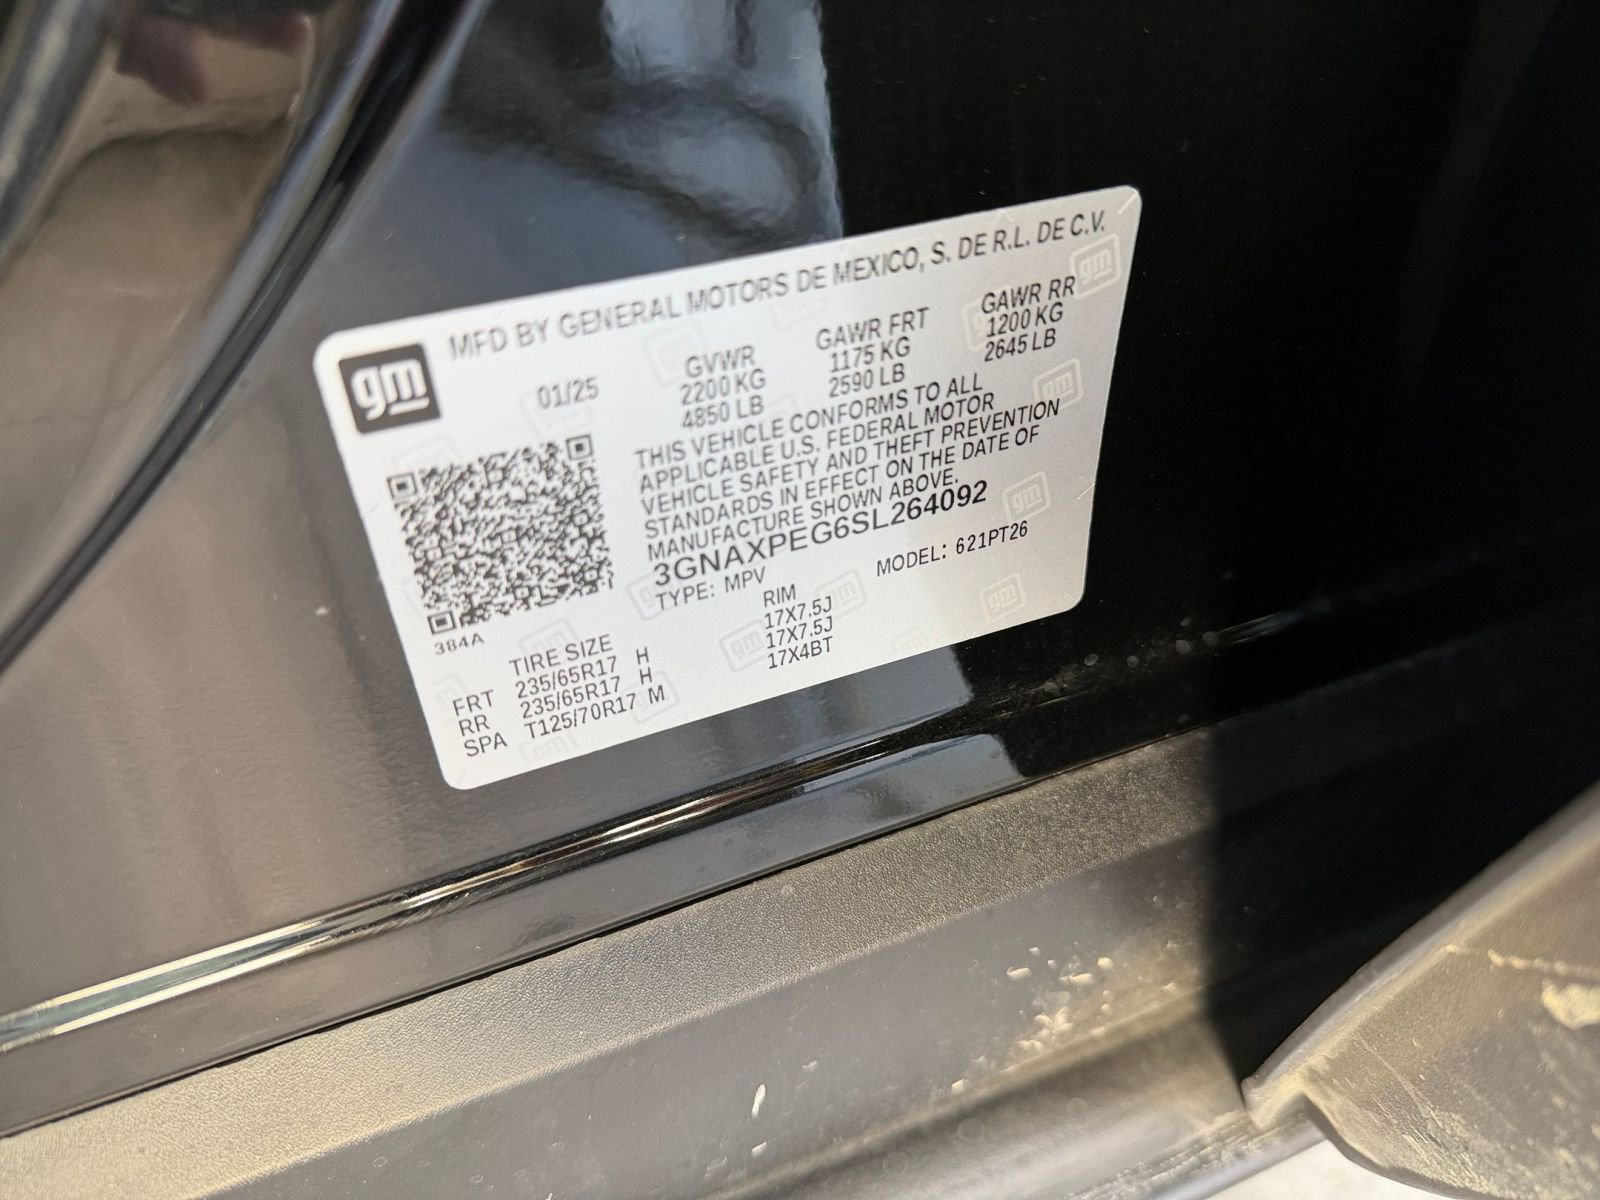 MFD BY GENERAL MOTORS DE MEXICO, S. DE R.L. DE C.V.
gm
01/25
GVWR GAWR FRT GAWR RR
2200 KG 1175 KG 1200 KG
4850 LB 2590 LB 2645 LB
THIS VEHICLE CONFORMS TO ALL
APPLICABLE U.S. FEDERAL MOTOR
VEHICLE SAFETY AND THEFT PREVENTION
STANDARDS IN EFFECT ON THE DATE OF
MANUFACTURE SHOWN ABOVE.
3GNAXPEG6SL264092
TYPE: MPV MODEL: 621PT26
384A
TIRE SIZE RIM
FRT 235/65R17 H 17X7.5J
RR 235/65R17 H 17X7.5J
SPA T125/70R17 M 17X4BT